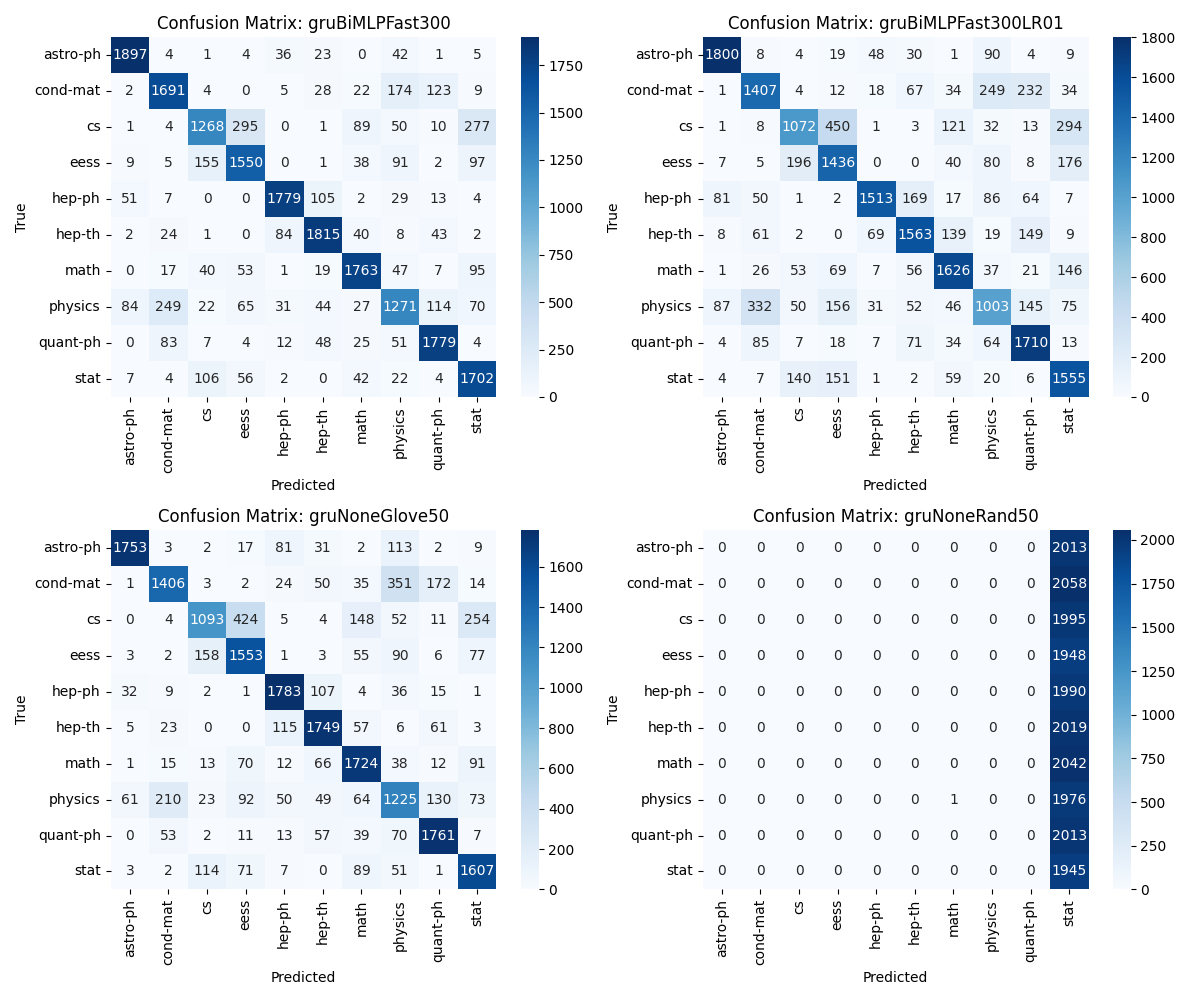 Confusion Matrix: gruBiMLPFast300
True
astro-ph 1897 4 1 4 36 23 0 42 1 5
cond-mat 2 1691 4 0 5 28 22 174 123 9
cs 1 4 1268 295 0 1 89 50 10 277
eess 9 5 155 1550 0 1 38 91 2 97
hep-ph 51 7 0 0 1779 105 2 29 13 4
hep-th 2 24 1 0 84 1815 40 8 43 2
math 0 17 40 53 1 19 1763 47 7 95
physics 84 249 22 65 31 44 27 1271 114 70
quant-ph 0 83 7 4 12 48 25 51 1779 4
stat 7 4 106 56 2 0 42 22 4 1702
astro-ph cond-mat cs eess hep-ph hep-th math physics quant-ph stat
Predicted
1750
1500
1250
1000
750
500
250
0
Confusion Matrix: gruBiMLPFast300LR01
1800 8 4 19 48 30 1 90 4 9
1 1407 4 12 18 67 34 249 232 34
1 8 1072 450 1 3 121 32 13 294
7 5 196 1436 0 0 40 80 8 176
81 50 1 2 1513 169 17 86 64 7
8 61 2 0 69 1563 139 19 149 9
1 26 53 69 7 56 1626 37 21 146
87 332 50 156 31 52 46 1003 145 75
4 85 7 18 7 71 34 64 1710 13
4 7 140 151 1 2 59 20 6 1555
astro-ph cond-mat cs eess hep-ph hep-th math physics quant-ph stat
Predicted
1800
1600
1400
1200
1000
800
600
400
200
0
Confusion Matrix: gruNoneGlove50
True
astro-ph 1753 3 2 17 81 31 2 113 2 9
cond-mat 1 1406 3 2 24 50 35 351 172 14
cs 0 4 1093 424 5 4 148 52 11 254
eess 3 2 158 1553 1 3 55 90 6 77
hep-ph 32 9 2 1 1783 107 4 36 15 1
hep-th 5 23 0 0 115 1749 57 6 61 3
math 1 15 13 70 12 66 1724 38 12 91
physics 61 210 23 92 50 49 64 1225 130 73
quant-ph 0 53 2 11 13 57 39 70 1761 7
stat 3 2 114 71 7 0 89 51 1 1607
astro-ph cond-mat cs eess hep-ph hep-th math physics quant-ph stat
Predicted
1600
1400
1200
1000
800
600
400
200
0
Confusion Matrix: gruNoneRand50
True
astro-ph 0 0 0 0 0 0 0 0 0 2013
cond-mat 0 0 0 0 0 0 0 0 0 2058
cs 0 0 0 0 0 0 0 0 0 1995
eess 0 0 0 0 0 0 0 0 0 1948
hep-ph 0 0 0 0 0 0 0 0 0 1990
hep-th 0 0 0 0 0 0 0 0 0 2019
math 0 0 0 0 0 0 0 0 0 2042
physics 0 0 0 0 0 0 1 0 0 1976
quant-ph 0 0 0 0 0 0 0 0 0 2013
stat 0 0 0 0 0 0 0 0 0 1945
astro-ph cond-mat cs eess hep-ph hep-th math physics quant-ph stat
Predicted
2000
1750
1500
1250
1000
750
500
250
0